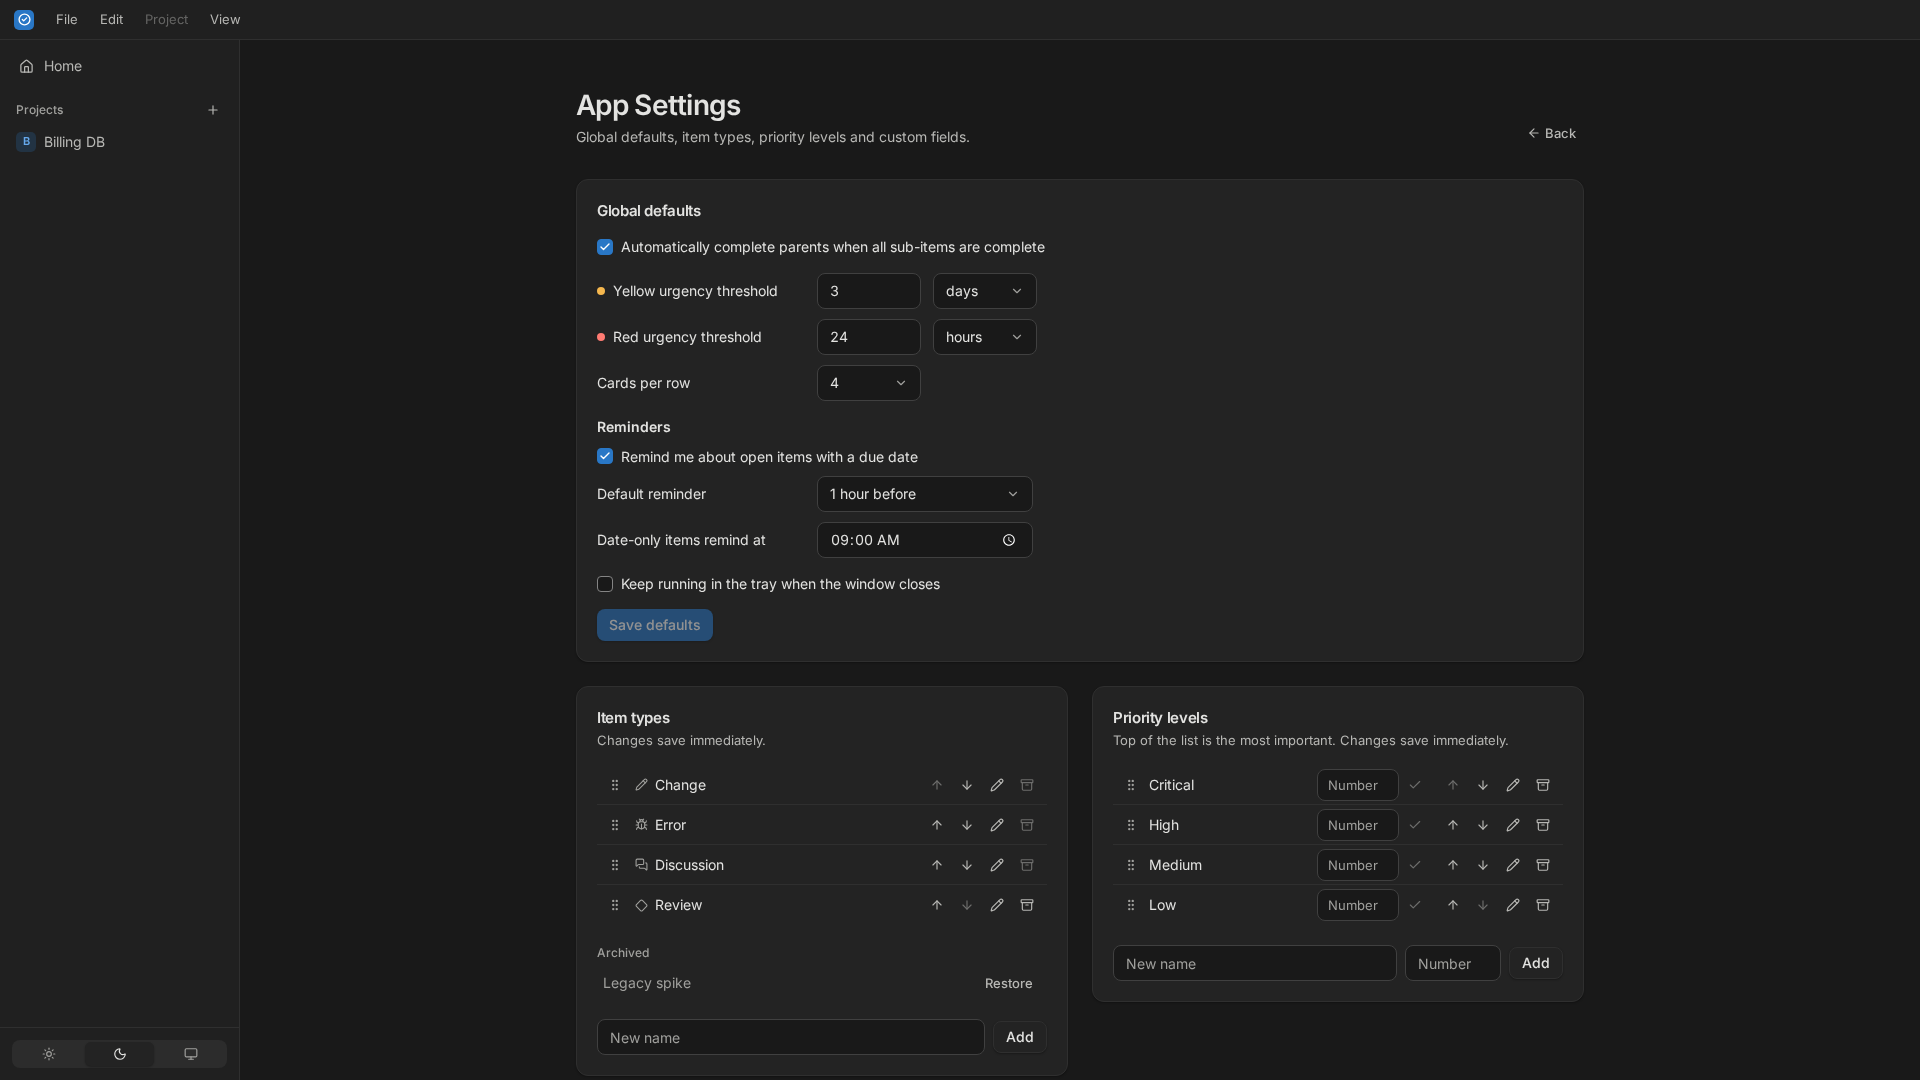 File Edit Project View
Home
Projects
B Billing DB
App Settings
Global defaults, item types, priority levels and custom fields.
Back
Global defaults
Automatically complete parents when all sub-items are complete
Yellow urgency threshold 3 days
Red urgency threshold 24 hours
Cards per row 4
Reminders
Remind me about open items with a due date
Default reminder 1 hour before
Date-only items remind at 09:00 AM
Keep running in the tray when the window closes
Save defaults
Item types
Changes save immediately.
Change
Error
Discussion
Review
Archived
Legacy spike Restore
New name Add
Priority levels
Top of the list is the most important. Changes save immediately.
Critical Number
High Number
Medium Number
Low Number
New name Number Add